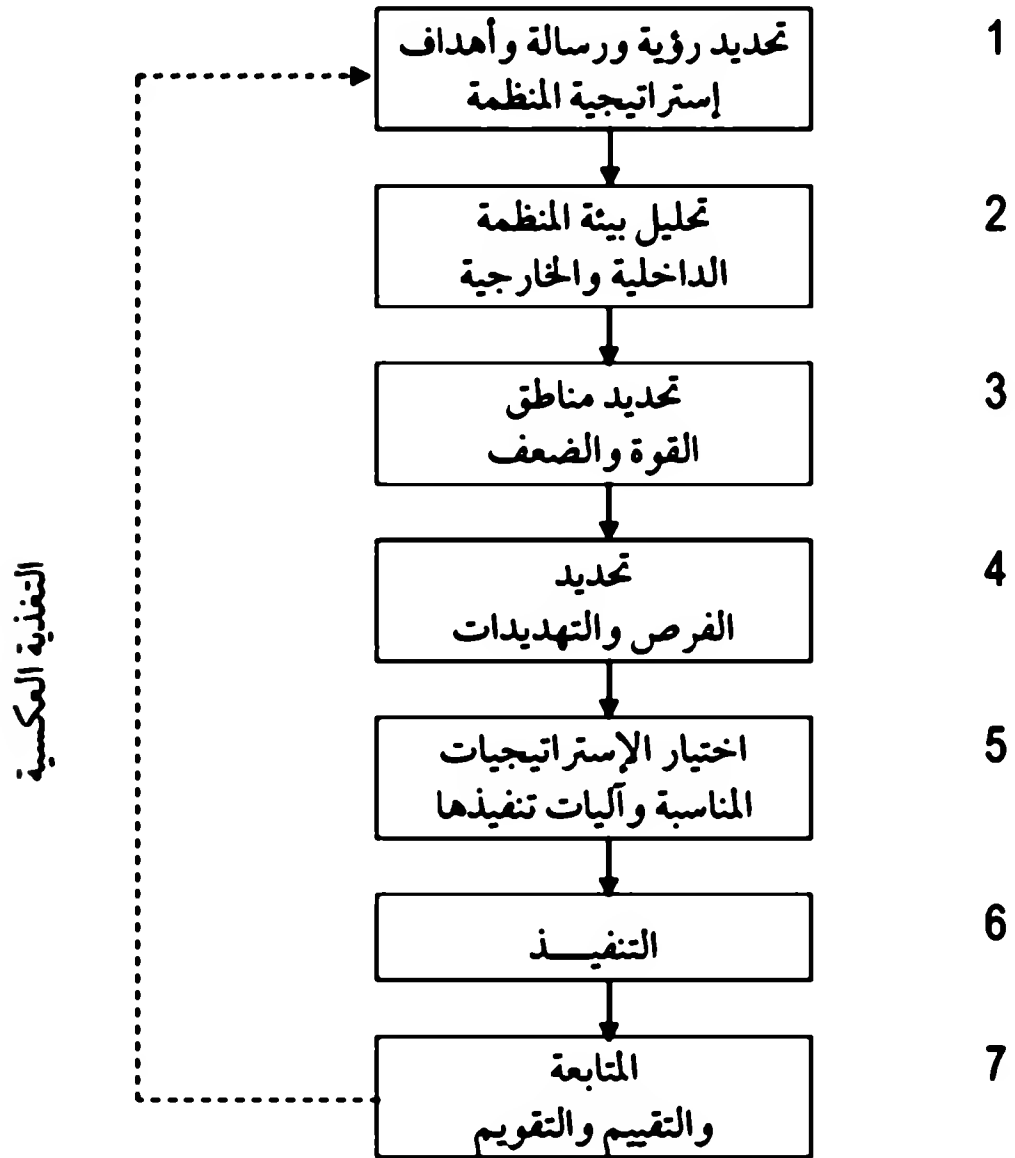 1
تحديد رؤية ورسالة وأهداف
إستراتيجية المنظمة
2
تحليل بيئة المنظمة
الداخلية والخارجية
3
تحديد مناطق
القوة والضعف
4
تحديد
الفرص والتهديدات
5
اختيار الإستراتيجيات
المناسبة وآليات تنفيذها
6
التنفيـــذ
7
المتابعة
والتقييم والتقويم
التغذية العكسية